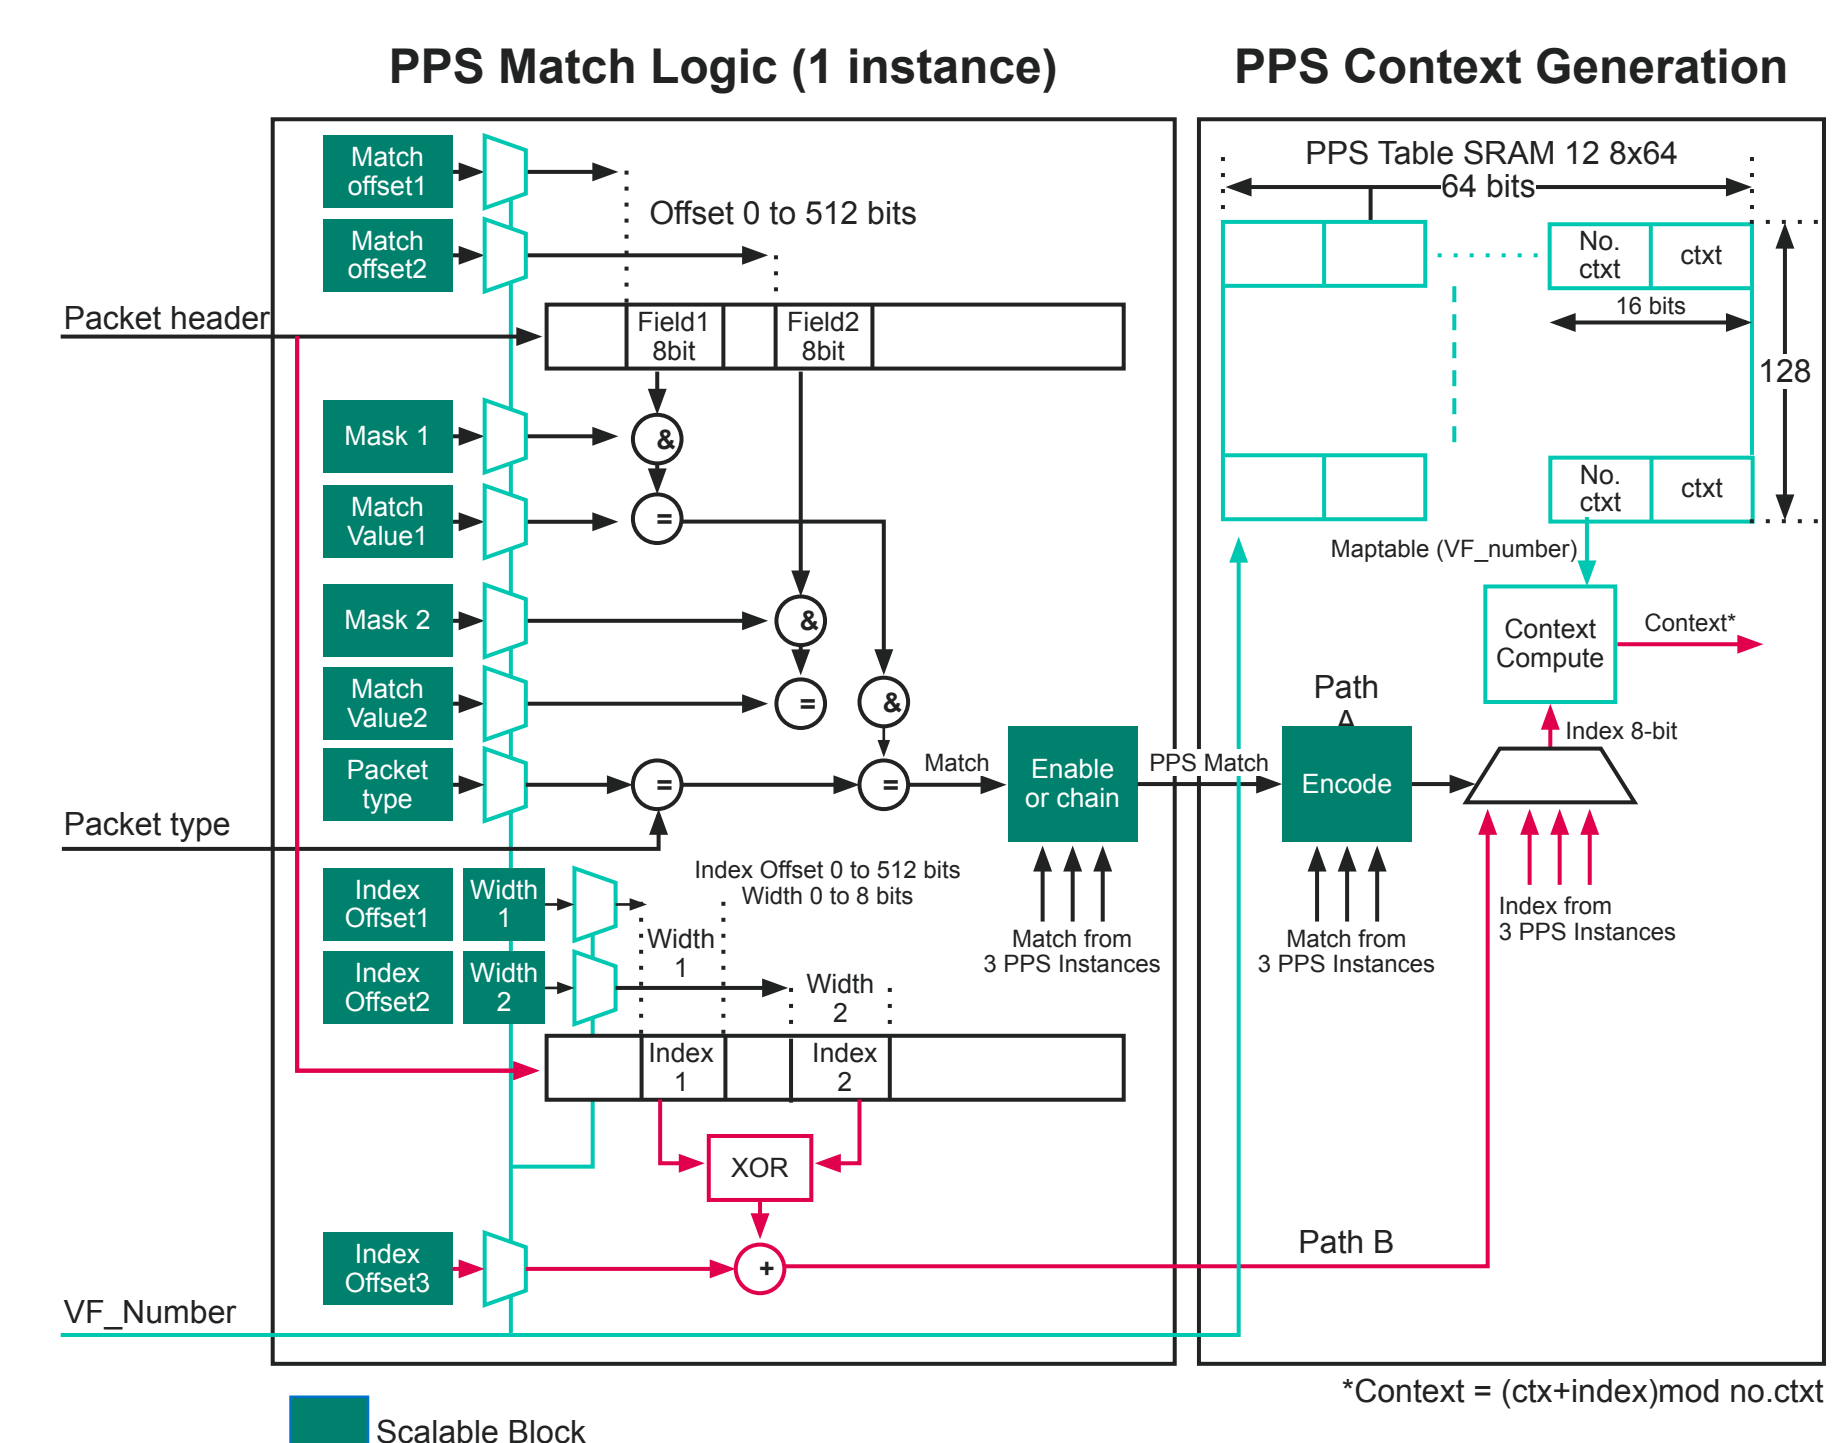 PPS Match Logic (1 instance)
PPS Context Generation
Match
offset1
Match
offset2
Offset 0 to 512 bits
Packet header
Field1
8bit
Field2
8bit
Mask 1
&
Match
Value1
=
Mask 2
&
Match
Value2
=
&
Packet
type
=
=
Match
Enable
or chain
PPS Match
Packet type
Match from
3 PPS Instances
Index
Offset1
Width
1
Index Offset 0 to 512 bits
Width 0 to 8 bits
Width
1
Index
Offset2
Width
2
Width
2
Index
1
Index
2
XOR
Index
Offset3
+
VF_Number
PPS Table SRAM 12 8x64
64 bits
No.
ctxt
ctxt
16 bits
128
No.
ctxt
ctxt
Maptable (VF_number)
Context
Compute
Context*
Path
A
Index 8-bit
Encode
Match from
3 PPS Instances
Index from
3 PPS Instances
Path B
*Context = (ctx+index)mod no.ctxt
Scalable Block